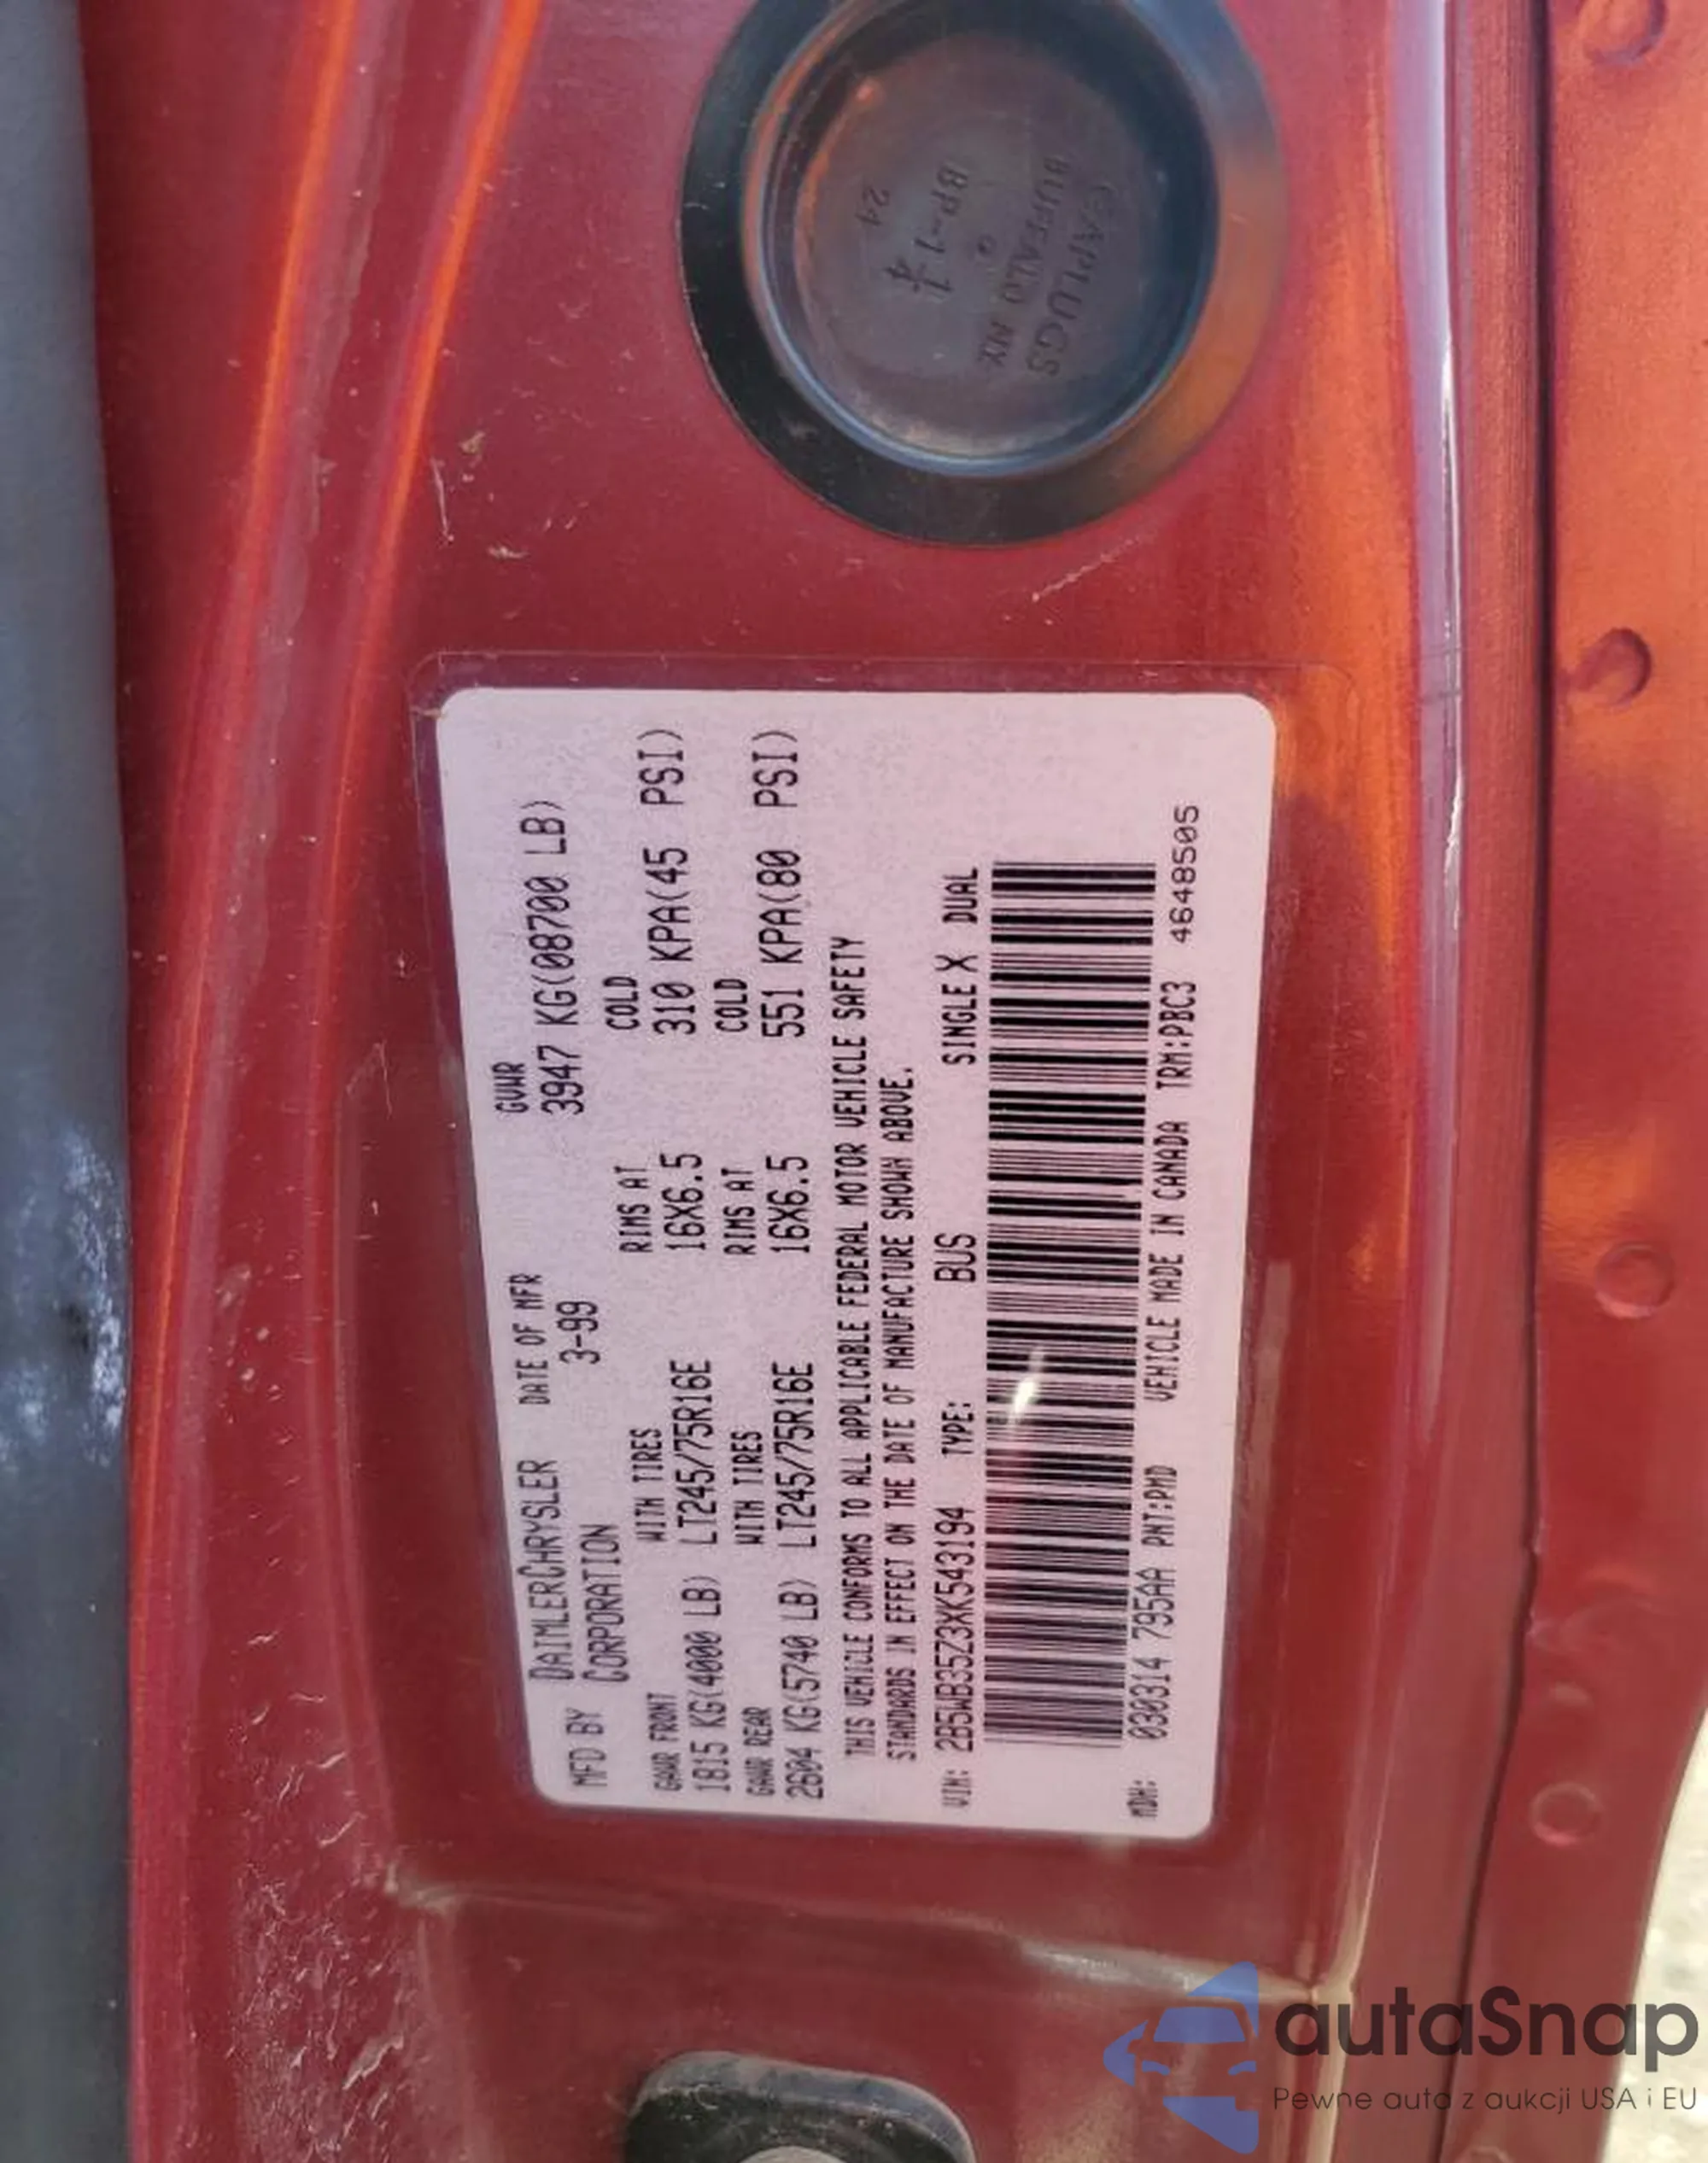 CAPLUGS
BUFFALO NY.
BP-1 1/4
24
MFD BY DAIMLERCHRYSLER CORPORATION DATE OF MFR 3-99 GVWR 3947 KG(08700 LB)
GAWR FRONT WITH TIRES RIMS AT COLD
1815 KG(4000 LB) LT245/75R16E 16X6.5 310 KPA(45 PSI)
GAWR REAR WITH TIRES RIMS AT COLD
2604 KG(5740 LB) LT245/75R16E 16X6.5 551 KPA(80 PSI)
THIS VEHICLE CONFORMS TO ALL APPLICABLE FEDERAL MOTOR VEHICLE SAFETY
STANDARDS IN EFFECT ON THE DATE OF MANUFACTURE SHOWN ABOVE.
VIN: 2B5WB35Z3XK543194 TYPE: BUS SINGLE X DUAL
MDH: 030314 795AA PNT:PMD VEHICLE MADE IN CANADA TRM:PBC3 4648505
autaSnap
Pewne auta z aukcji USA i EU